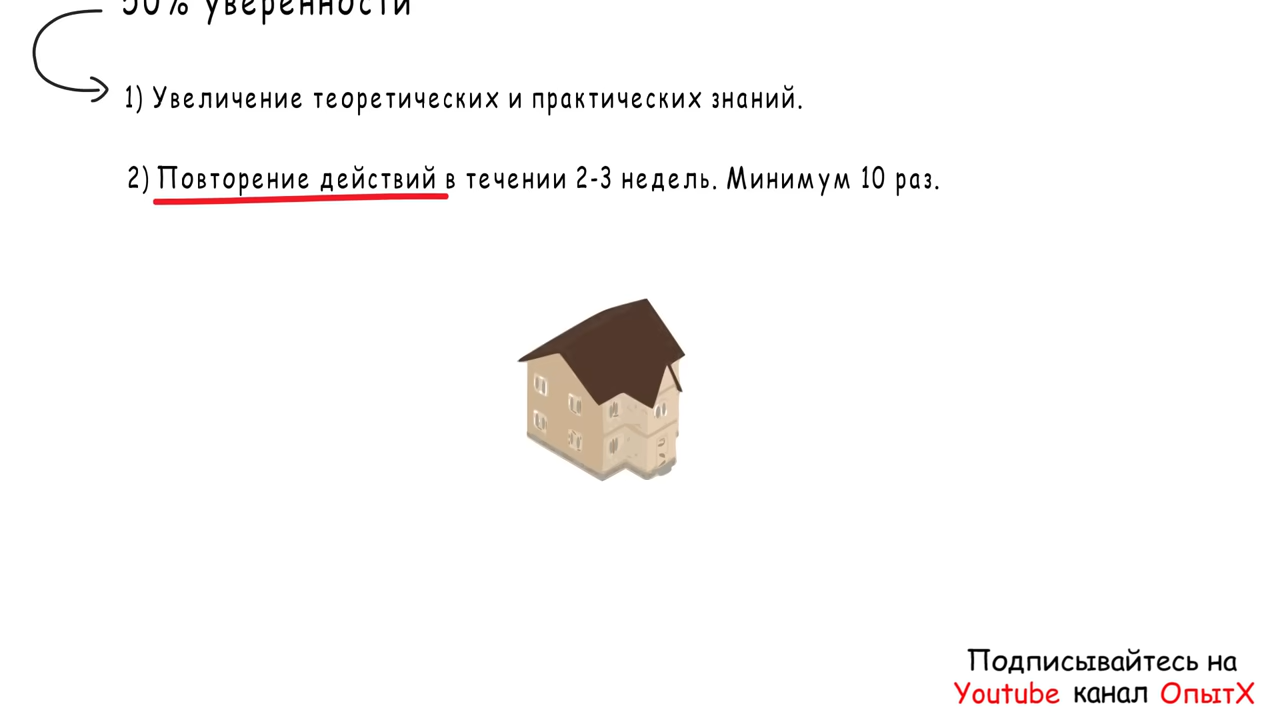 50% уверенности
1) Увеличение теоретических и практических знаний.
2) Повторение действий в течении 2-3 недель. Минимум 10 раз.
Подписывайтесь на
Youtube канал ОпытX